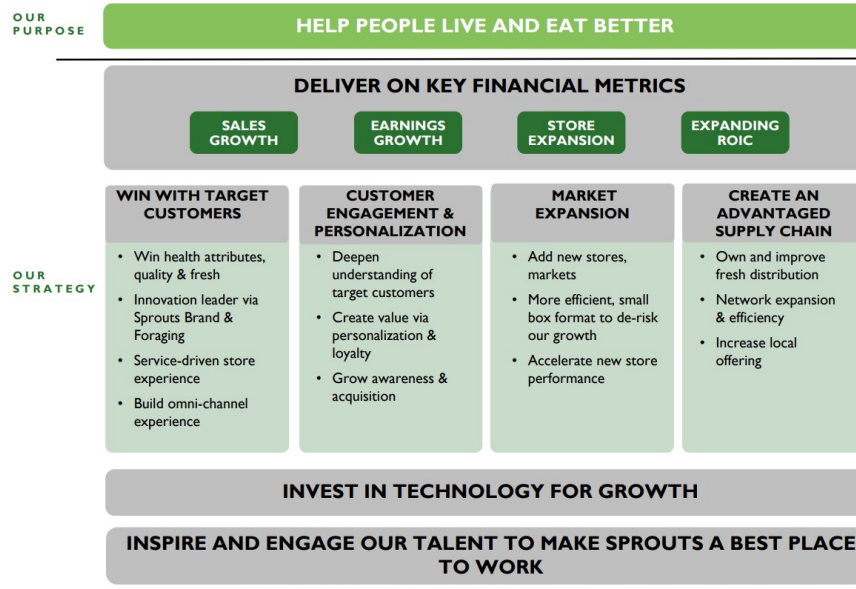 OUR
PURPOSE
HELP PEOPLE LIVE AND EAT BETTER
DELIVER ON KEY FINANCIAL METRICS
SALES
GROWTH
EARNINGS
GROWTH
STORE
EXPANSION
EXPANDING
ROIC
OUR
STRATEGY
WIN WITH TARGET
CUSTOMERS
• Win health attributes,
quality & fresh
• Innovation leader via
Sprouts Brand &
Foraging
• Service-driven store
experience
• Build omni-channel
experience
CUSTOMER
ENGAGEMENT &
PERSONALIZATION
• Deepen
understanding of
target customers
• Create value via
personalization &
loyalty
• Grow awareness &
acquisition
MARKET
EXPANSION
• Add new stores,
markets
• More efficient, small
box format to de-risk
our growth
• Accelerate new store
performance
CREATE AN
ADVANTAGED
SUPPLY CHAIN
• Own and improve
fresh distribution
• Network expansion
& efficiency
• Increase local
offering
INVEST IN TECHNOLOGY FOR GROWTH
INSPIRE AND ENGAGE OUR TALENT TO MAKE SPROUTS A BEST PLACE
TO WORK